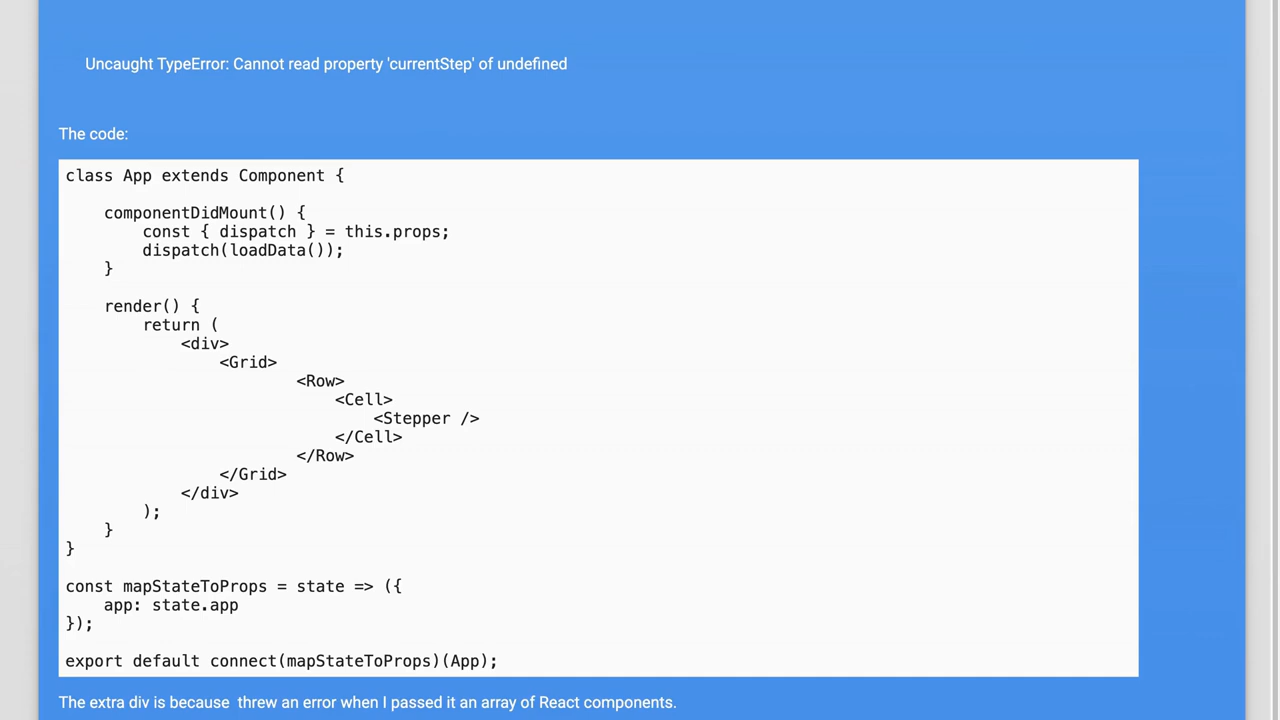 Uncaught TypeError: Cannot read property 'currentStep' of undefined
The code:
class App extends Component {
componentDidMount() {
const { dispatch } = this.props;
dispatch(loadData());
}
render() {
return (
<div>
<Grid>
<Row>
<Cell>
<Stepper />
</Cell>
</Row>
</Grid>
</div>
);
}
}
const mapStateToProps = state => ({
app: state.app
});
export default connect(mapStateToProps)(App);
The extra div is because  threw an error when I passed it an array of React components.